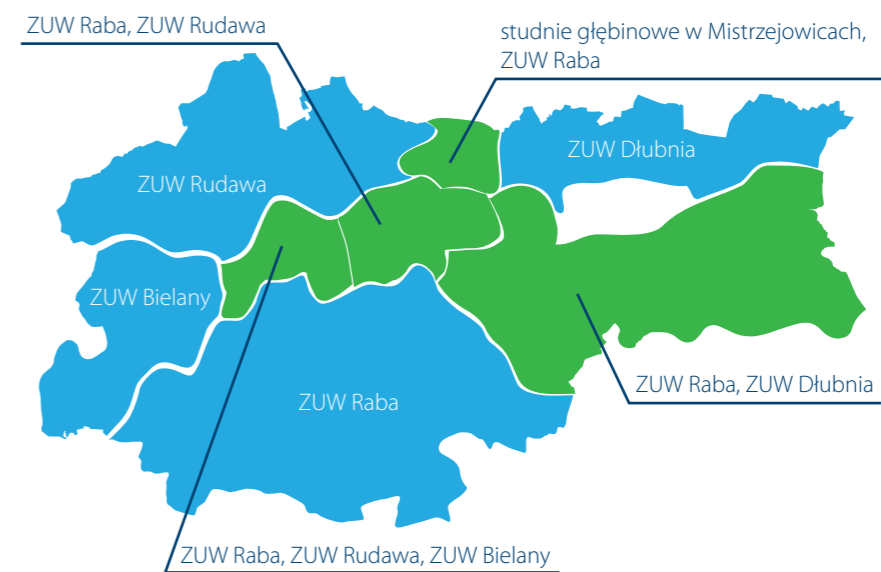 ZUW Raba, ZUW Rudawa
studnie głębinowe w Mistrzejowicach,
ZUW Raba
ZUW Dłubnia
ZUW Rudawa
ZUW Bielany
ZUW Raba, ZUW Dłubnia
ZUW Raba
ZUW Raba, ZUW Rudawa, ZUW Bielany